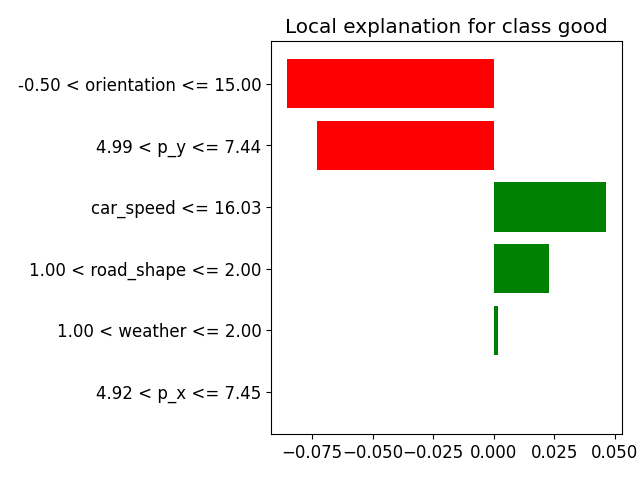 Local explanation for class good
-0.50 < orientation <= 15.00
4.99 < p_y <= 7.44
car_speed <= 16.03
1.00 < road_shape <= 2.00
1.00 < weather <= 2.00
4.92 < p_x <= 7.45
−0.075 −0.050 −0.025 0.000 0.025 0.050